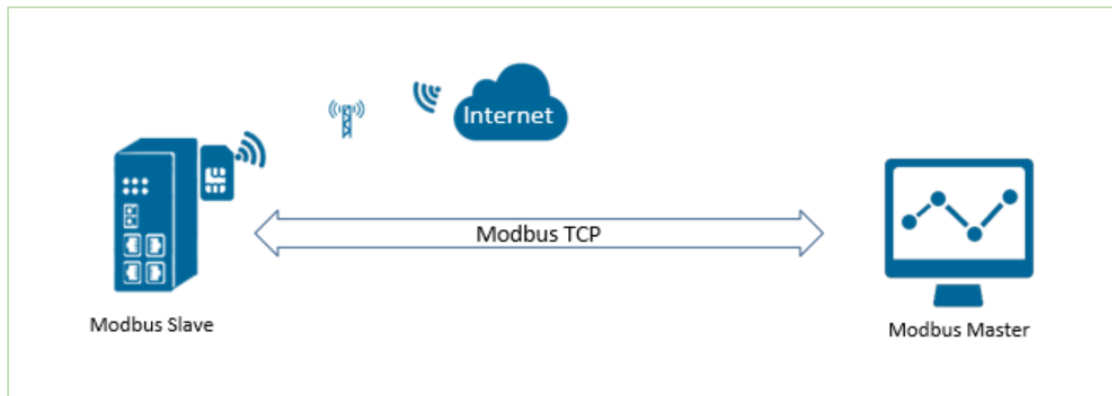 Internet
Modbus TCP
Modbus Slave
Modbus Master